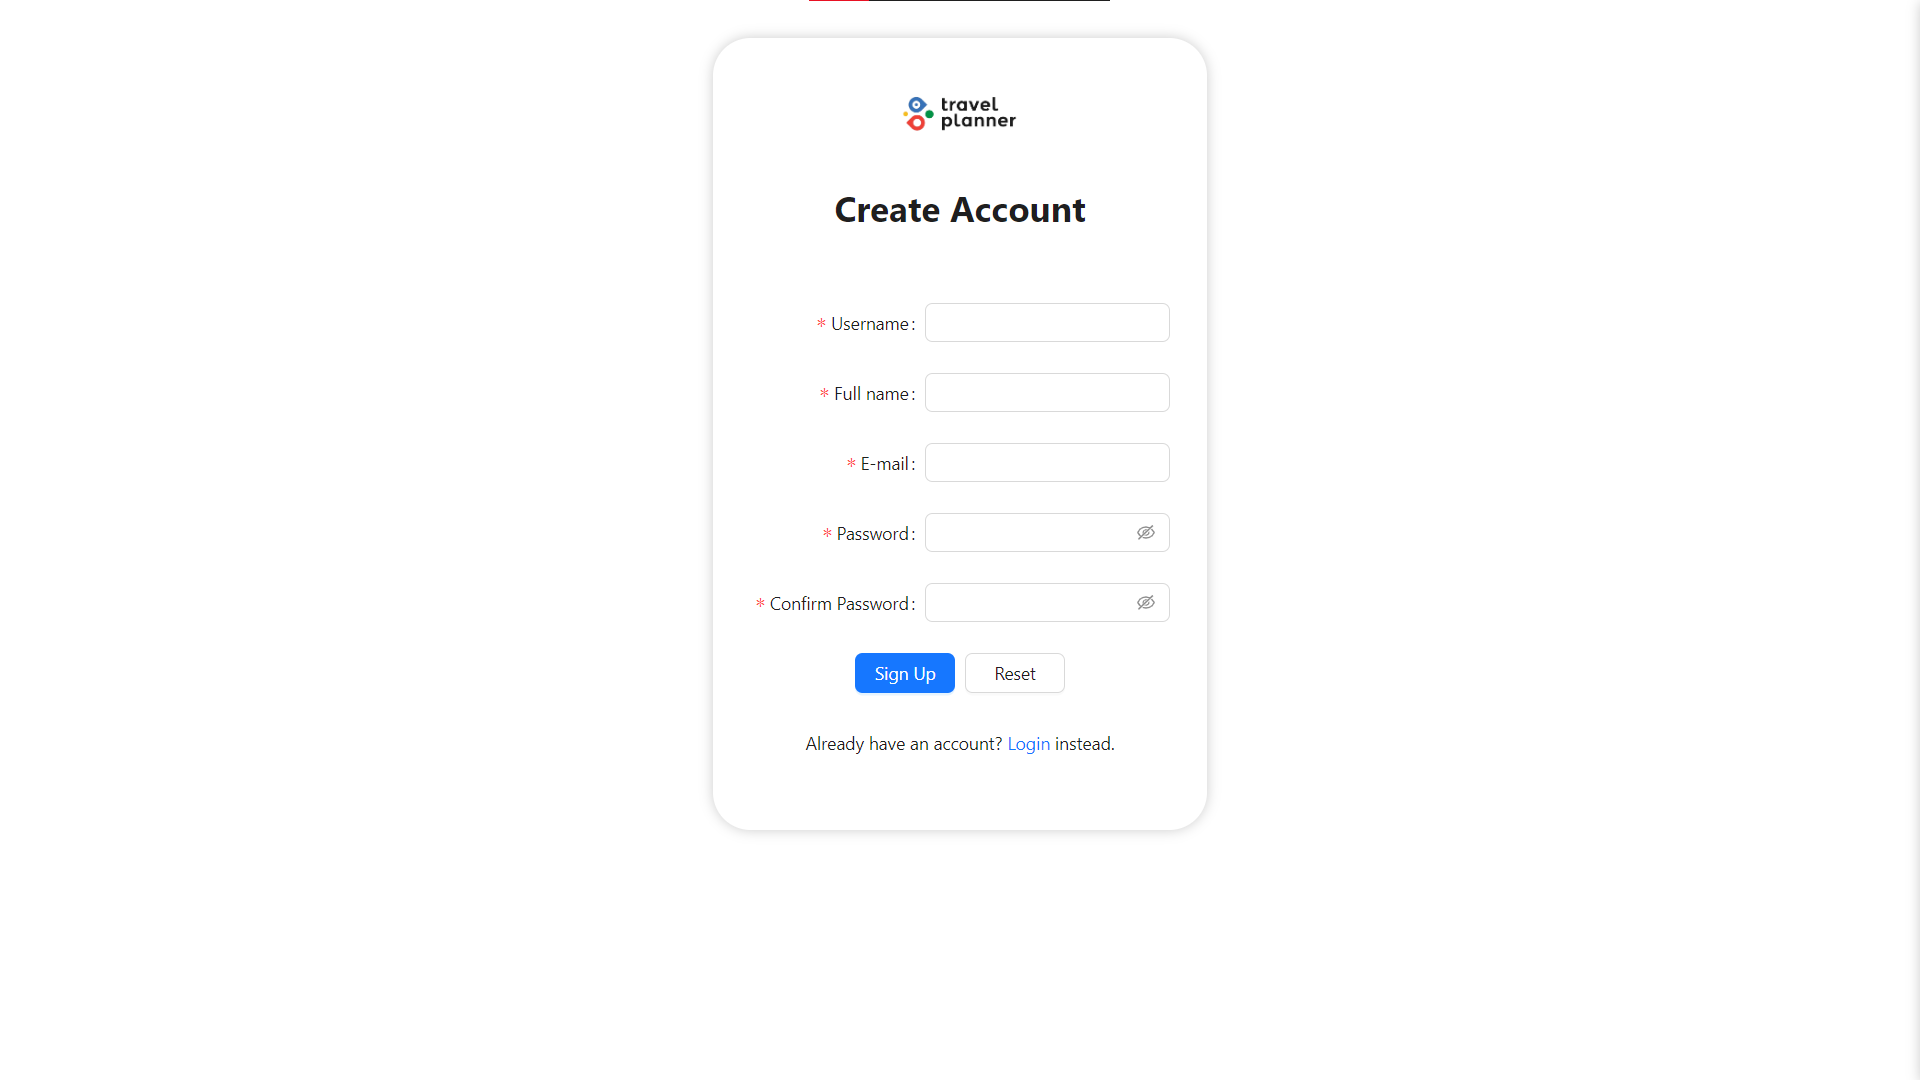 travel
planner
Create Account
* Username:
* Full name:
* E-mail:
* Password:
* Confirm Password:
Sign Up Reset
Already have an account? Login instead.